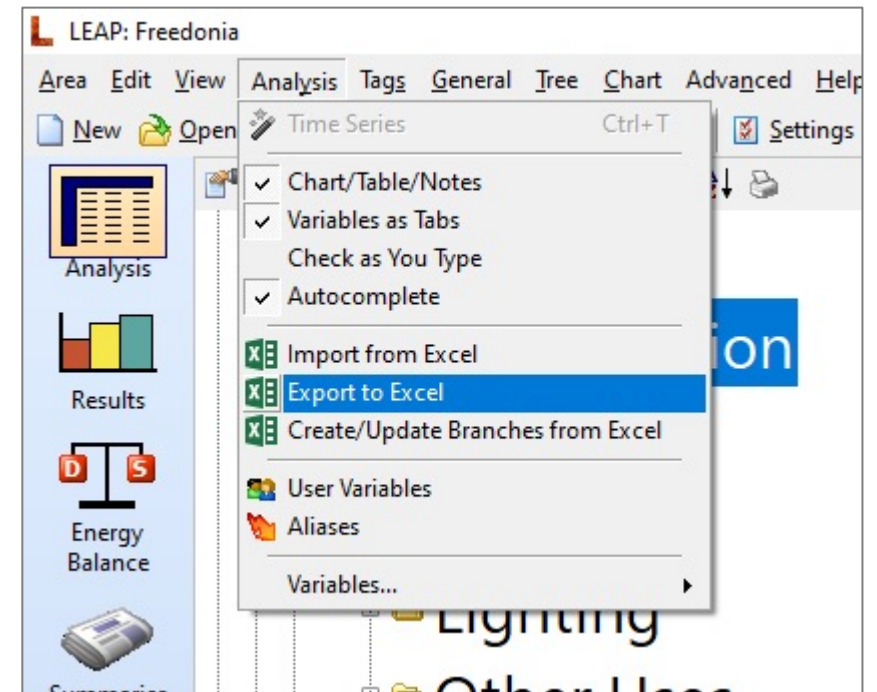 LEAP: Freedonia
Area Edit View Analysis Tags General Tree Chart Advanced Help
New Open Settings
Time Series Ctrl+T
Chart/Table/Notes
Variables as Tabs
Check as You Type
Autocomplete
Import from Excel
Export to Excel
Create/Update Branches from Excel
User Variables
Aliases
Variables...
Analysis
Results
D S
Energy
Balance
Summaries
ion
Lighting
Other Uses